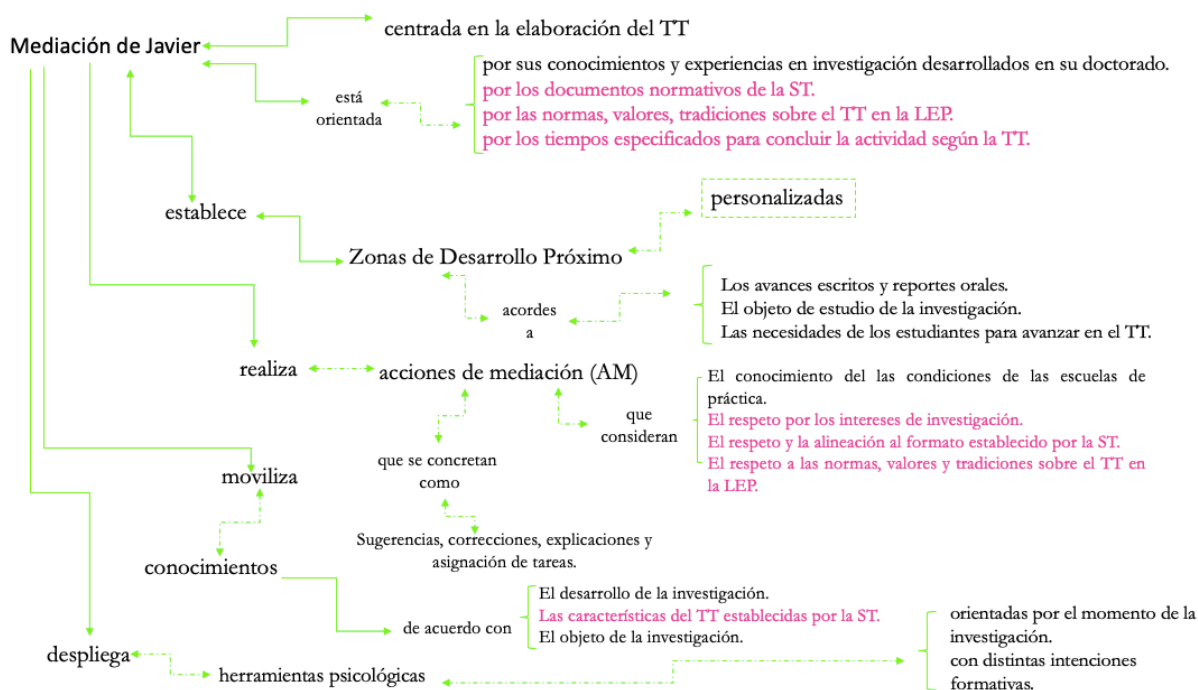 Mediación de Javier
centrada en la elaboración del TT
está
orientada
por sus conocimientos y experiencias en investigación desarrollados en su doctorado.
por los documentos normativos de la ST.
por las normas, valores, tradiciones sobre el TT en la LEP.
por los tiempos especificados para concluir la actividad según la TT.
establece
Zonas de Desarrollo Próximo
personalizadas
acordes
a
Los avances escritos y reportes orales.
El objeto de estudio de la investigación.
Las necesidades de los estudiantes para avanzar en el TT.
realiza
acciones de mediación (AM)
que
consideran
El conocimiento del las condiciones de las escuelas de
práctica.
El respeto por los intereses de investigación.
El respeto y la alineación al formato establecido por la ST.
El respeto a las normas, valores y tradiciones sobre el TT en
la LEP.
que se concretan
como
Sugerencias, correcciones, explicaciones y
asignación de tareas.
moviliza
conocimientos
de acuerdo con
El desarrollo de la investigación.
Las características del TT establecidas por la ST.
El objeto de la investigación.
despliega
herramientas psicológicas
orientadas por el momento de la
investigación.
con distintas intenciones
formativas.